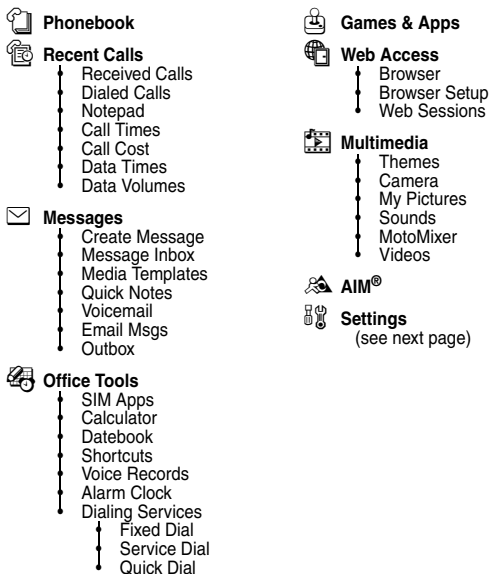 Phonebook
Recent Calls
Received Calls
Dialed Calls
Notepad
Call Times
Call Cost
Data Times
Data Volumes
Messages
Create Message
Message Inbox
Media Templates
Quick Notes
Voicemail
Email Msgs
Outbox
Office Tools
SIM Apps
Calculator
Datebook
Shortcuts
Voice Records
Alarm Clock
Dialing Services
Fixed Dial
Service Dial
Quick Dial
Games & Apps
Web Access
Browser
Browser Setup
Web Sessions
Multimedia
Themes
Camera
My Pictures
Sounds
MotoMixer
Videos
AIM®
Settings
(see next page)